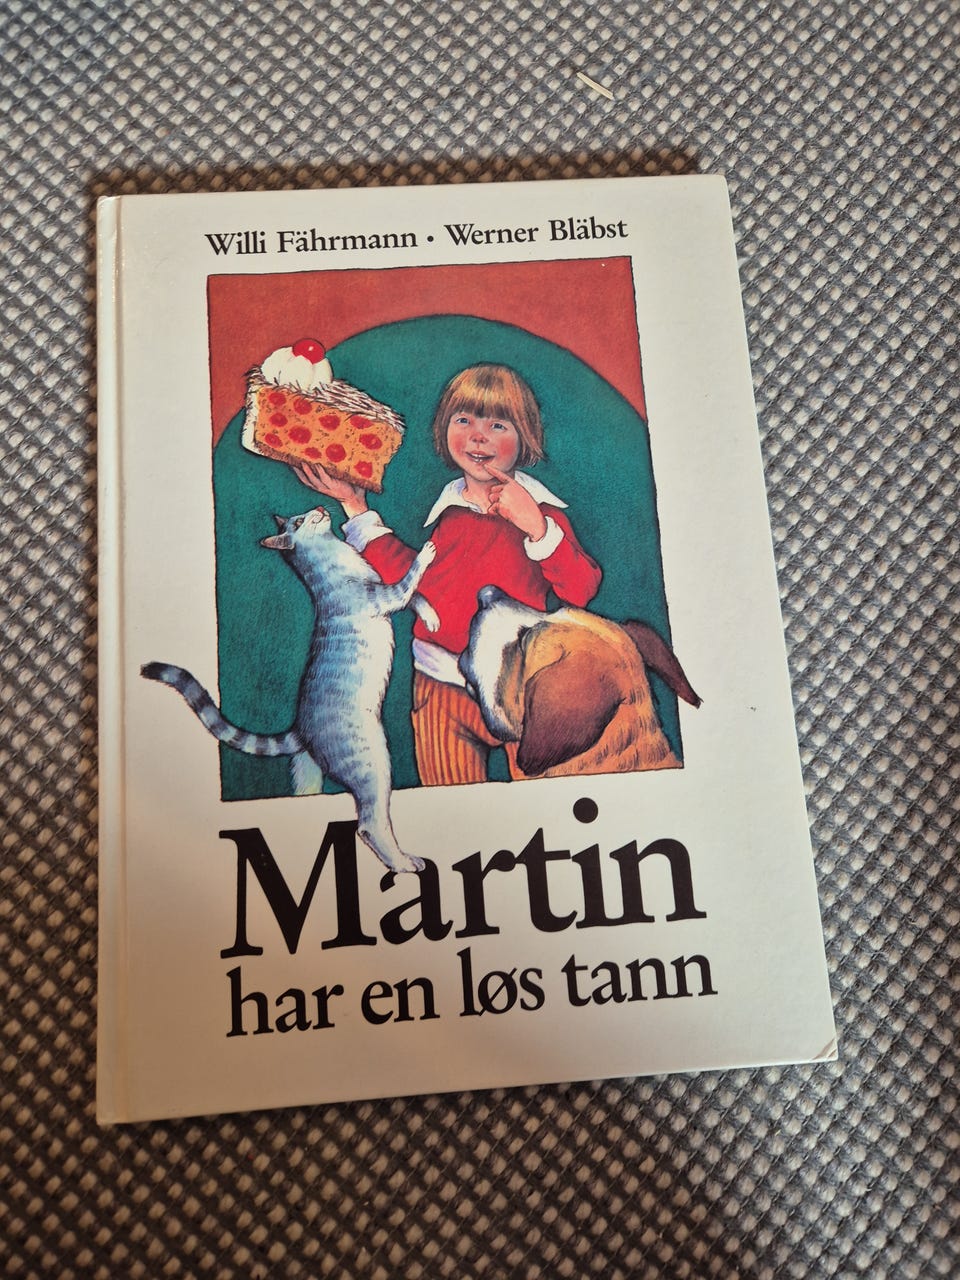 Willi Fährmann • Werner Bläbst
Martin
har en løs tann